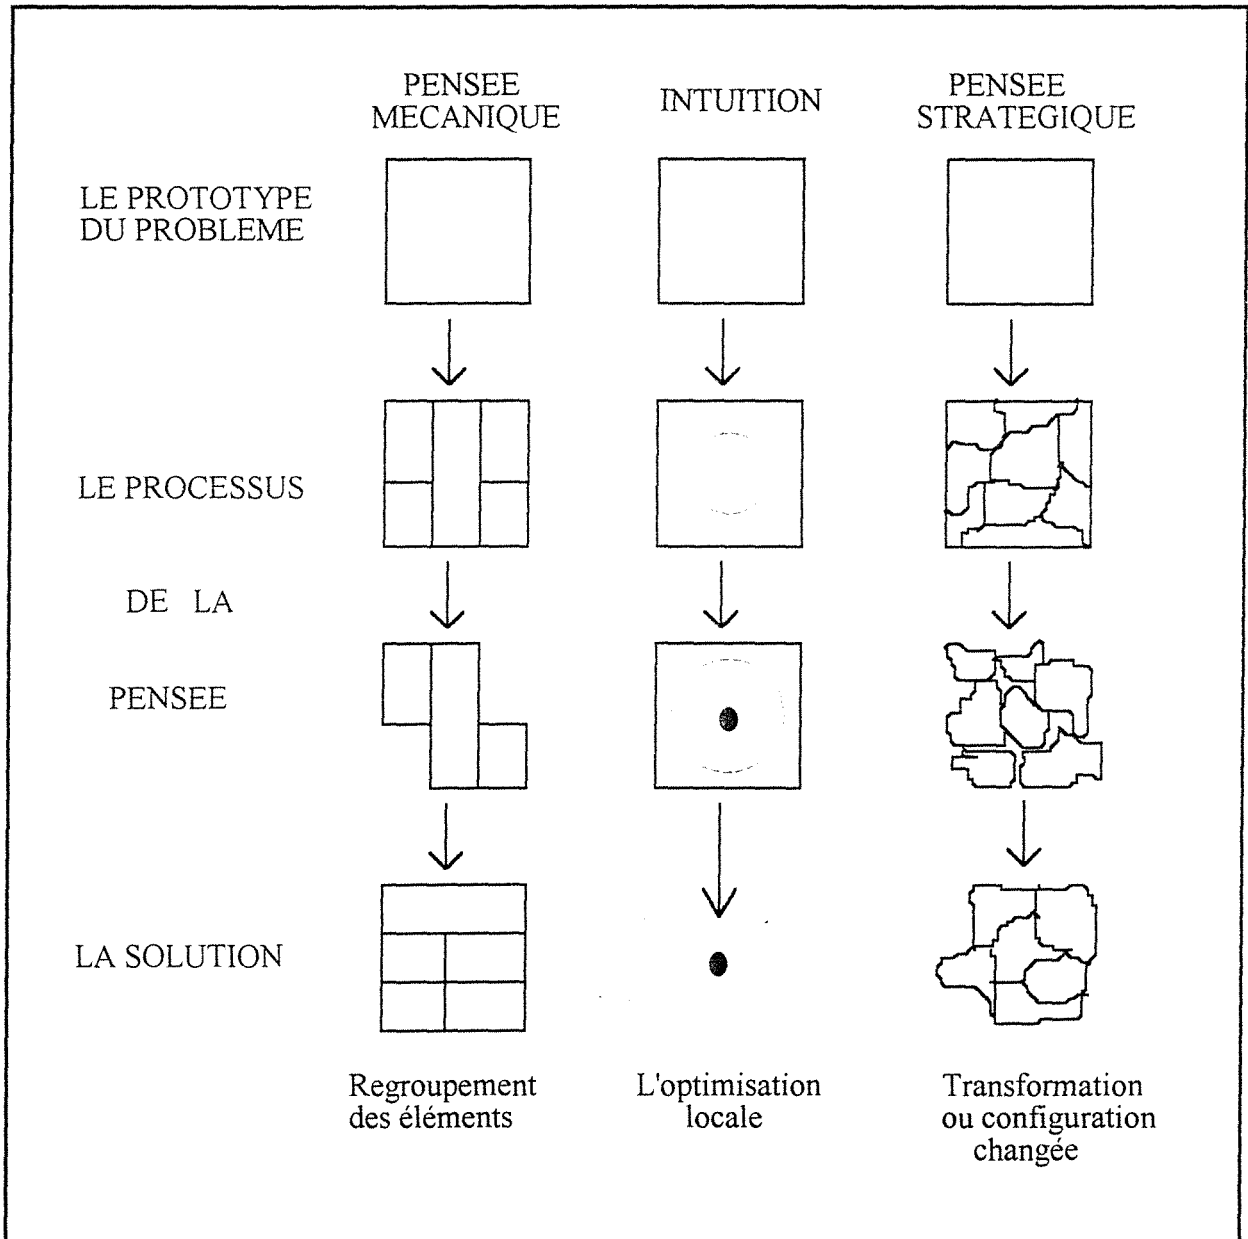 PENSEE
MECANIQUE
INTUITION
PENSEE
STRATEGIQUE
LE PROTOTYPE
DU PROBLEME
LE PROCESSUS
DE LA
PENSEE
LA SOLUTION
Regroupement
des éléments
L'optimisation
locale
Transformation
ou configuration
changée